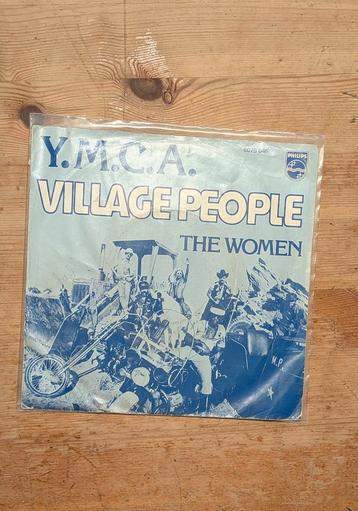 Y.M.C.A.
PHILIPS
VILLAGE PEOPLE
THE WOMEN